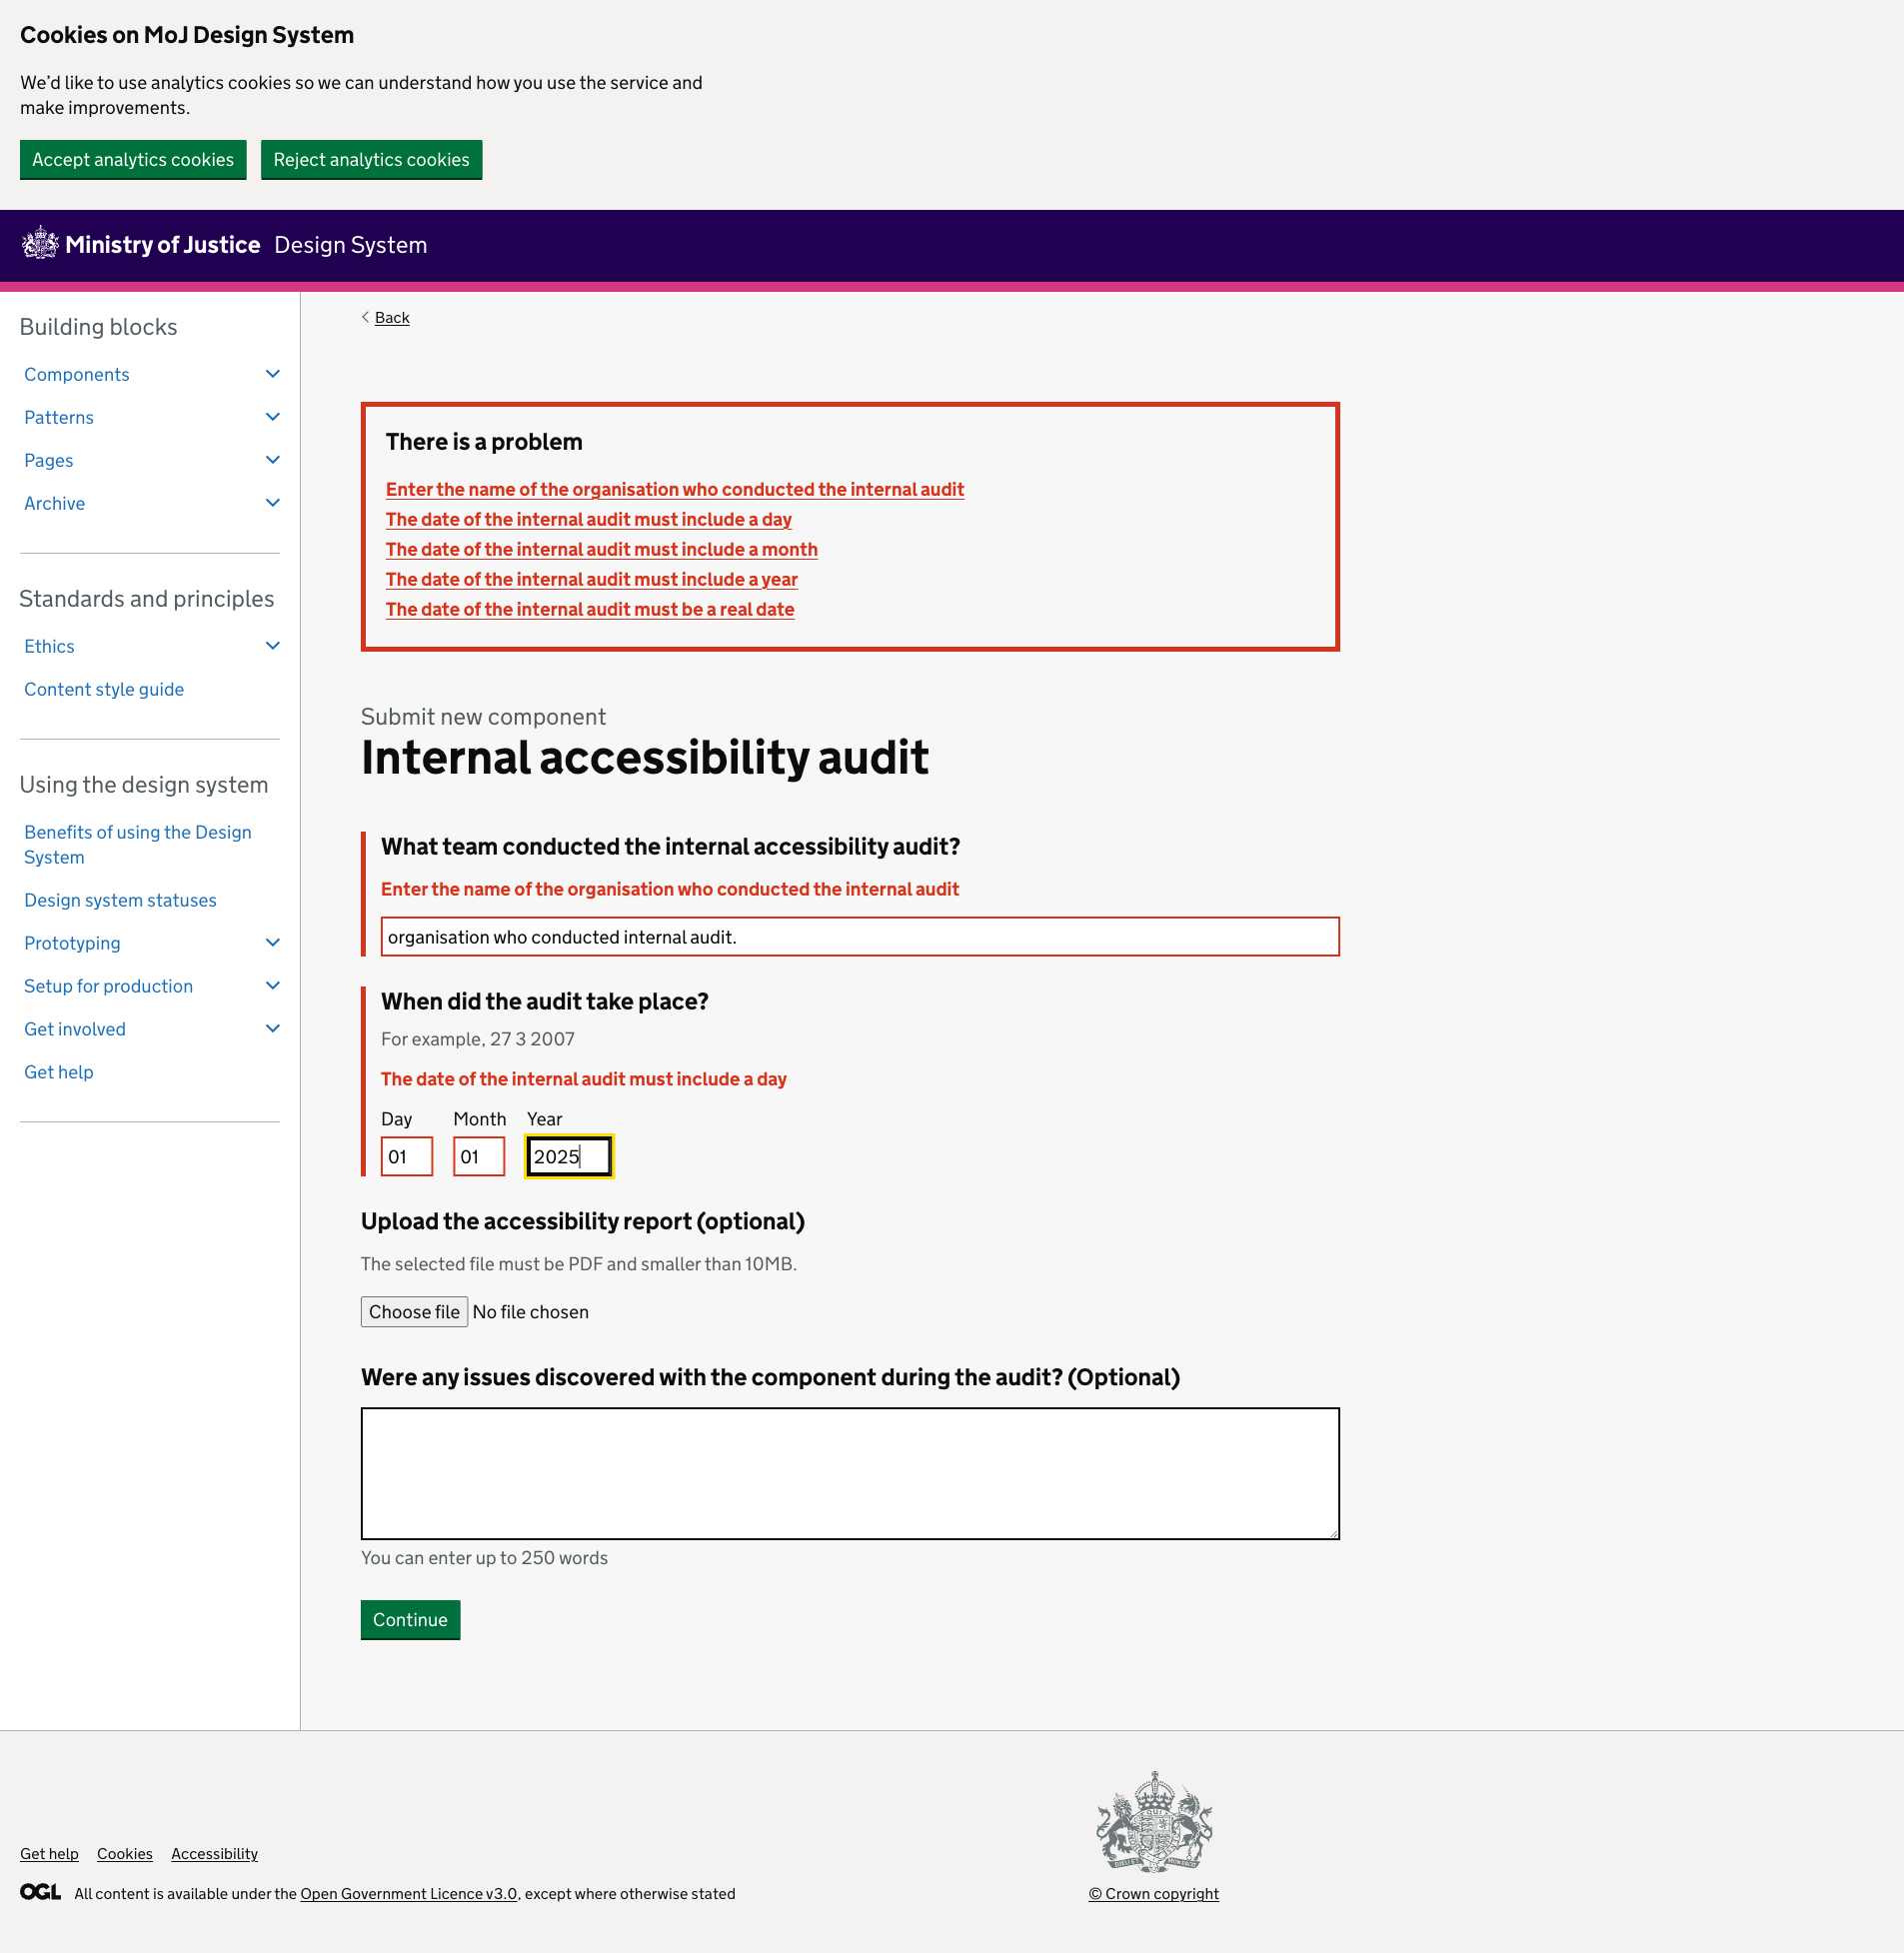 Cookies on MoJ Design System
We’d like to use analytics cookies so we can understand how you use the service and
make improvements.
Accept analytics cookies
Reject analytics cookies
Ministry of Justice Design System
Building blocks
Components
Patterns
Pages
Archive
Standards and principles
Ethics
Content style guide
Using the design system
Benefits of using the Design
System
Design system statuses
Prototyping
Setup for production
Get involved
Get help
Back
There is a problem
Enter the name of the organisation who conducted the internal audit
The date of the internal audit must include a day
The date of the internal audit must include a month
The date of the internal audit must include a year
The date of the internal audit must be a real date
Submit new component
Internal accessibility audit
What team conducted the internal accessibility audit?
Enter the name of the organisation who conducted the internal audit
organisation who conducted internal audit.
When did the audit take place?
For example, 27 3 2007
The date of the internal audit must include a day
Day Month Year
01 01 2025
Upload the accessibility report (optional)
The selected file must be PDF and smaller than 10MB.
Choose file No file chosen
Were any issues discovered with the component during the audit? (Optional)
You can enter up to 250 words
Continue
Get help Cookies Accessibility
OGL All content is available under the Open Government Licence v3.0, except where otherwise stated
© Crown copyright